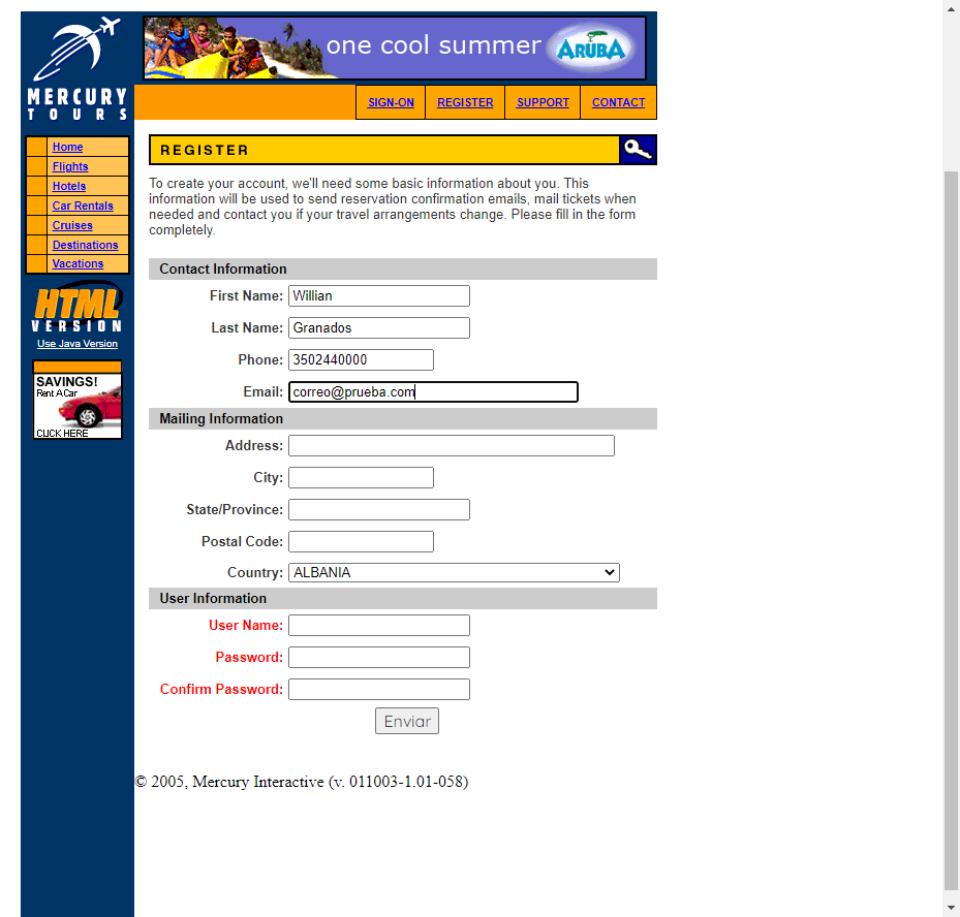 one cool summer ARUBA
MERCURY
TOURS
SIGN-ON REGISTER SUPPORT CONTACT
Home
Flights
Hotels
Car Rentals
Cruises
Destinations
Vacations
HTML
VERSION
Use Java Version
SAVINGS!
Rent A Car
CLICK HERE
REGISTER
To create your account, we'll need some basic information about you. This
information will be used to send reservation confirmation emails, mail tickets when
needed and contact you if your travel arrangements change. Please fill in the form
completely.
Contact Information
First Name: Willian
Last Name: Granados
Phone: 3502440000
Email: correo@prueba.com
Mailing Information
Address:
City:
State/Province:
Postal Code:
Country: ALBANIA
User Information
User Name:
Password:
Confirm Password:
Enviar
© 2005, Mercury Interactive (v. 011003-1.01-058)